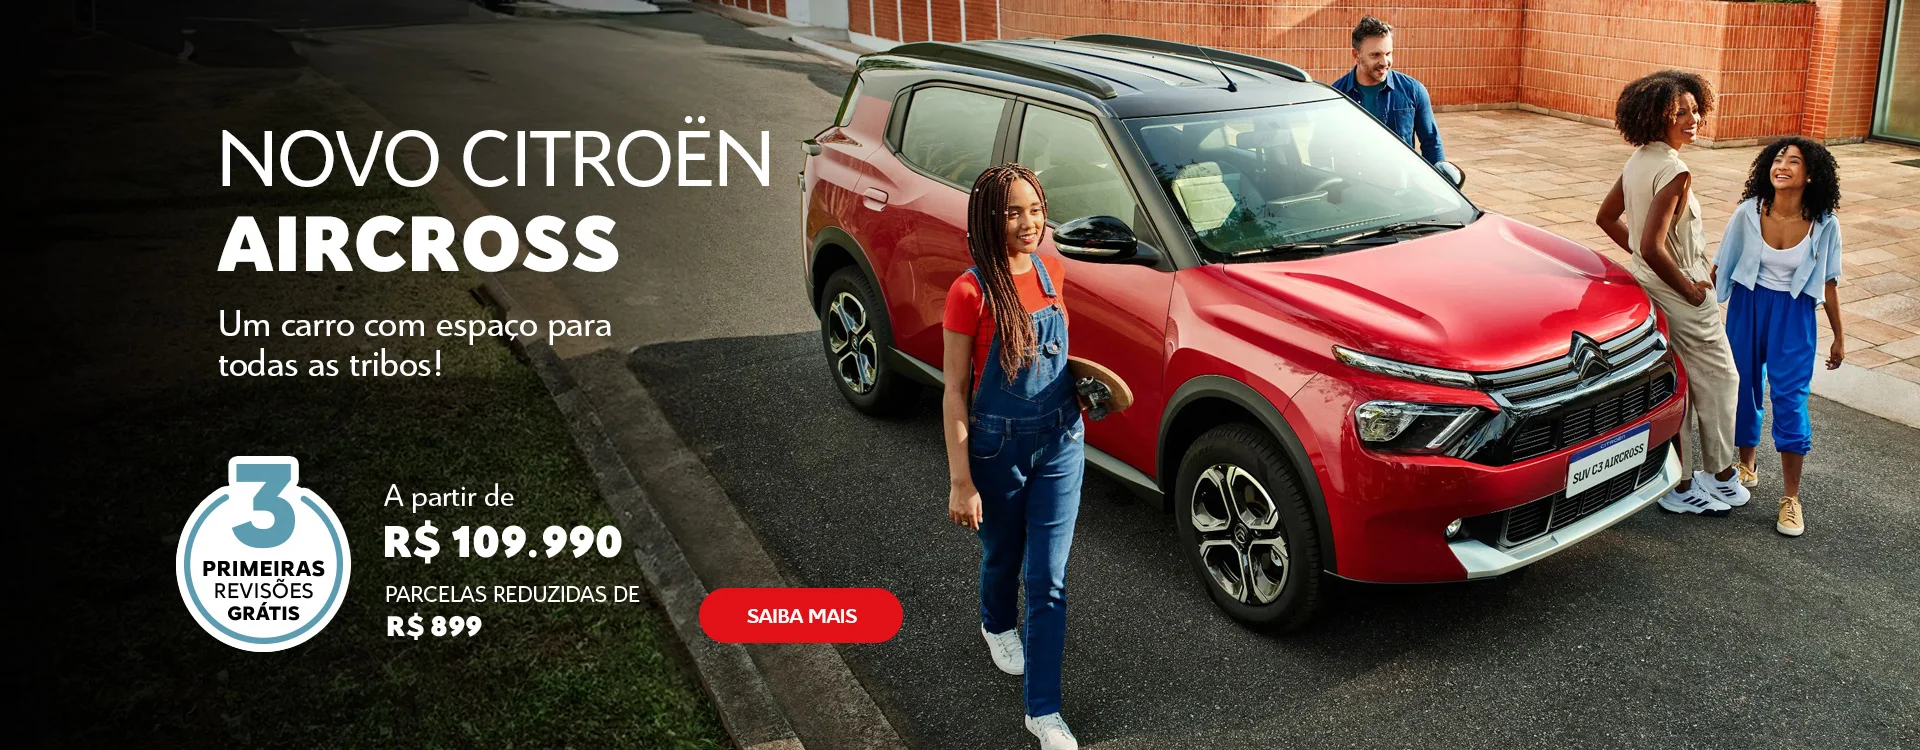 NOVO CITROËN
AIRCROSS
Um carro com espaço para
todas as tribos!
3
PRIMEIRAS
REVISÕES
GRÁTIS
A partir de
R$ 109.990
PARCELAS REDUZIDAS DE
R$ 899
SAIBA MAIS
CITROËN
SUV C3 AIRCROSS